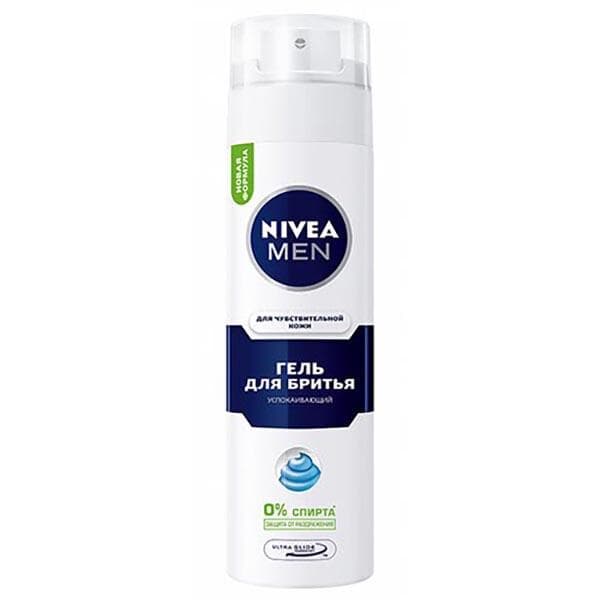 НОВАЯ
ФОРМУЛА
NIVEA
MEN
ДЛЯ ЧУВСТВИТЕЛЬНОЙ
КОЖИ
ГЕЛЬ
ДЛЯ БРИТЬЯ
УСПОКАИВАЮЩИЙ
0% СПИРТА*
ЗАЩИТА ОТ РАЗДРАЖЕНИЯ
ULTRA GLIDE